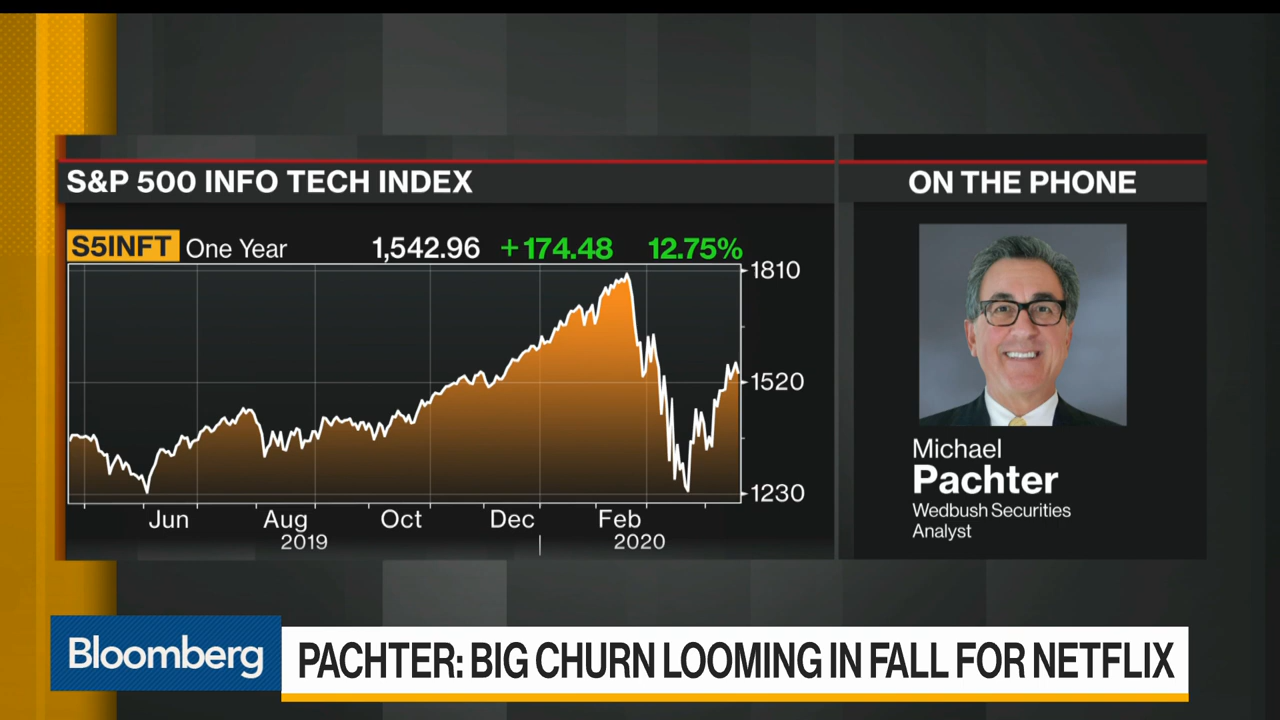 S&P 500 INFO TECH INDEX
S5INFT One Year 1,542.96 +174.48 12.75%
1810
1520
1230
Jun Aug Oct Dec Feb
2019 2020
ON THE PHONE
Michael
Pachter
Wedbush Securities
Analyst
Bloomberg
PACHTER: BIG CHURN LOOMING IN FALL FOR NETFLIX